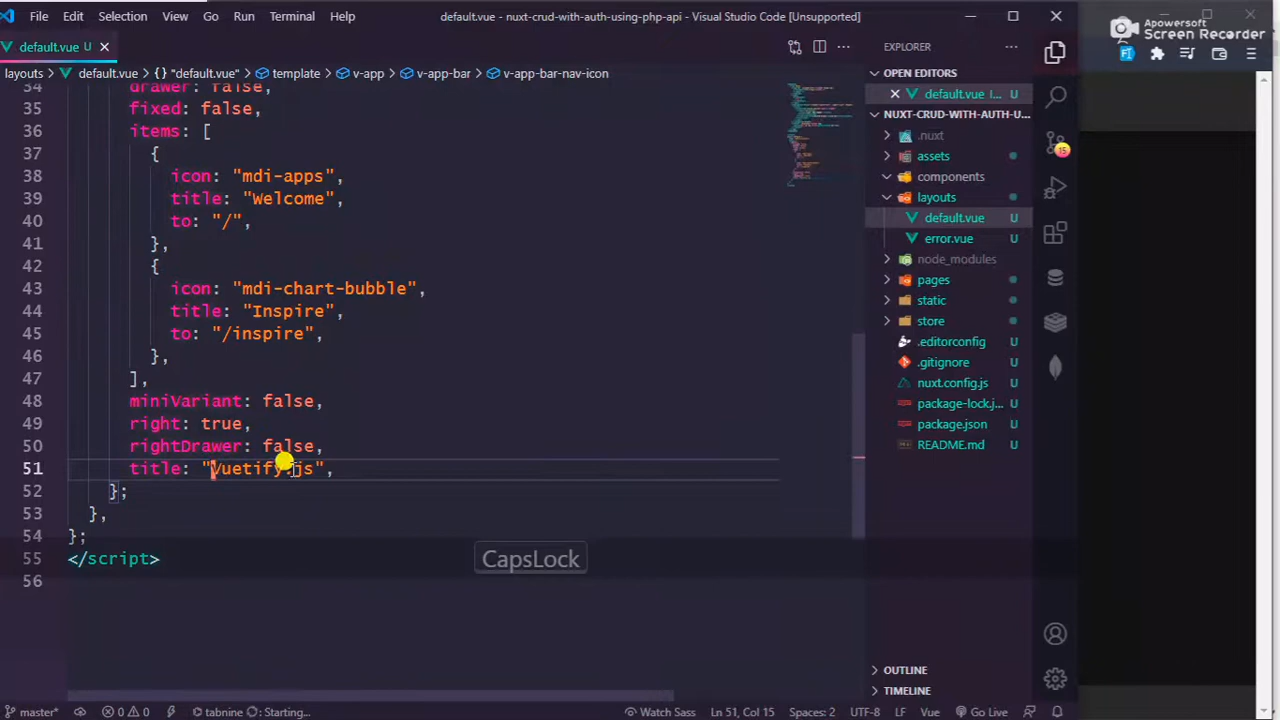 File Edit Selection View Go Run Terminal Help
default.vue - nuxt-crud-with-auth-using-php-api - Visual Studio Code [Unsupported]
Apowersoft
Screen Recorder
default.vue U
EXPLORER
layouts > default.vue > {} "default.vue" > template > v-app > v-app-bar > v-app-bar-nav-icon
34 drawer: false,
35 fixed: false,
36 items: [
37 {
38 icon: "mdi-apps",
39 title: "Welcome",
40 to: "/",
41 },
42 {
43 icon: "mdi-chart-bubble",
44 title: "Inspire",
45 to: "/inspire",
46 },
47 ],
48 miniVariant: false,
49 right: true,
50 rightDrawer: false,
51 title: "Vuetify.js",
52 };
53 },
54 };
55 </script>
56
CapsLock
OPEN EDITORS
default.vue l... U
NUXT-CRUD-WITH-AUTH-U...
.nuxt
assets
components
layouts
default.vue U
error.vue U
node_modules
pages
static
store
.editorconfig U
.gitignore U
nuxt.config.js U
package-lock.j... U
package.json U
README.md U
15
OUTLINE
TIMELINE
master* 0 0 tabnine : Starting... Watch Sass Ln 51, Col 15 Spaces: 2 UTF-8 LF Vue Go Live